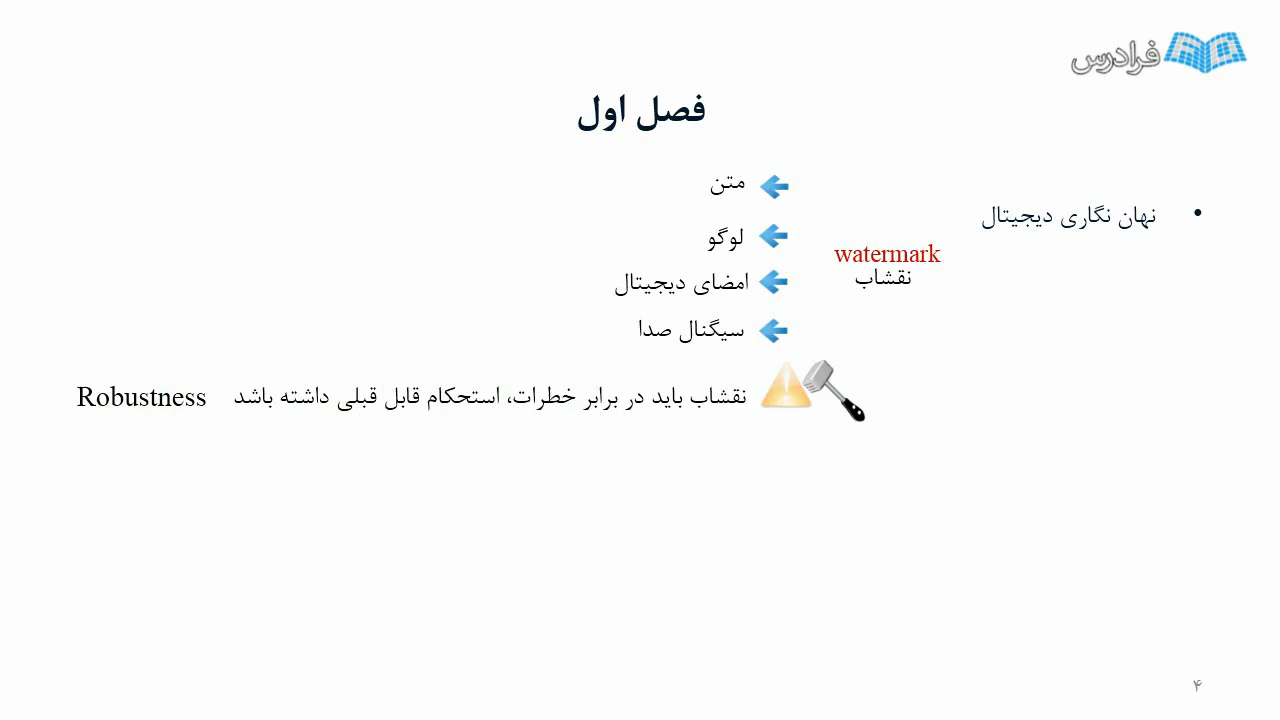 فرادرس
فصل اول
نهان نگاری دیجیتال
watermark
نقشاب
متن
لوگو
امضای دیجیتال
سیگنال صدا
نقشاب باید در برابر خطرات، استحکام قابل قبلی داشته باشد Robustness
۴